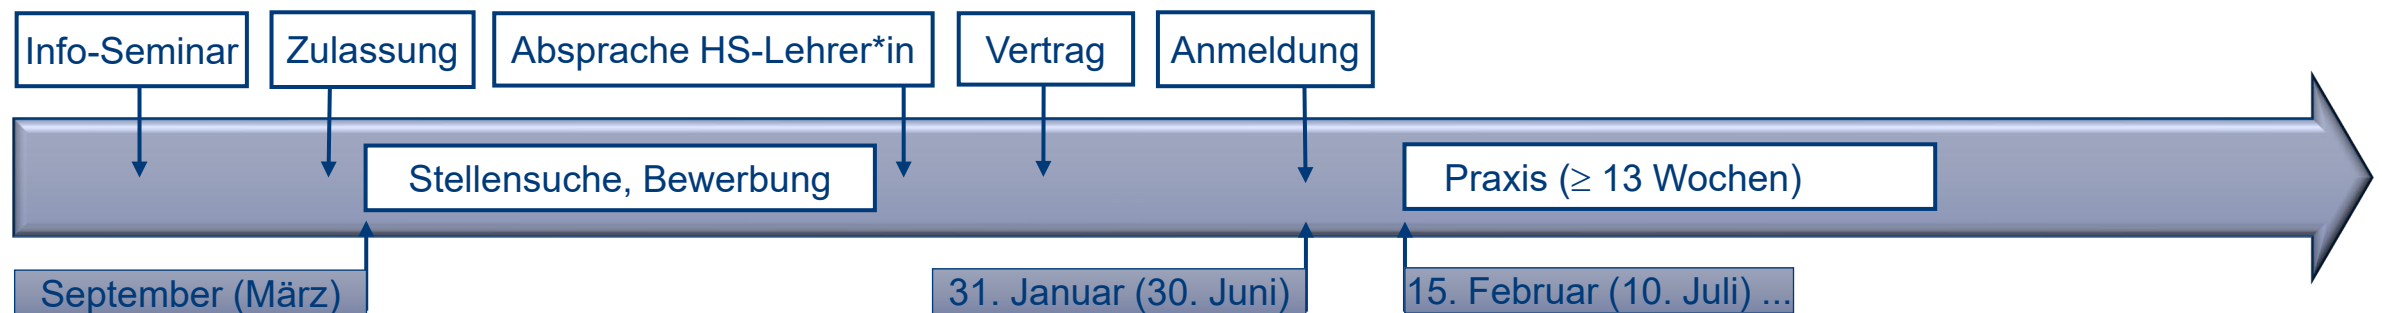 Info-Seminar
Zulassung
Absprache HS-Lehrer*in
Vertrag
Anmeldung
Stellensuche, Bewerbung
Praxis (≥ 13 Wochen)
September (März)
31. Januar (30. Juni)
15. Februar (10. Juli) ...